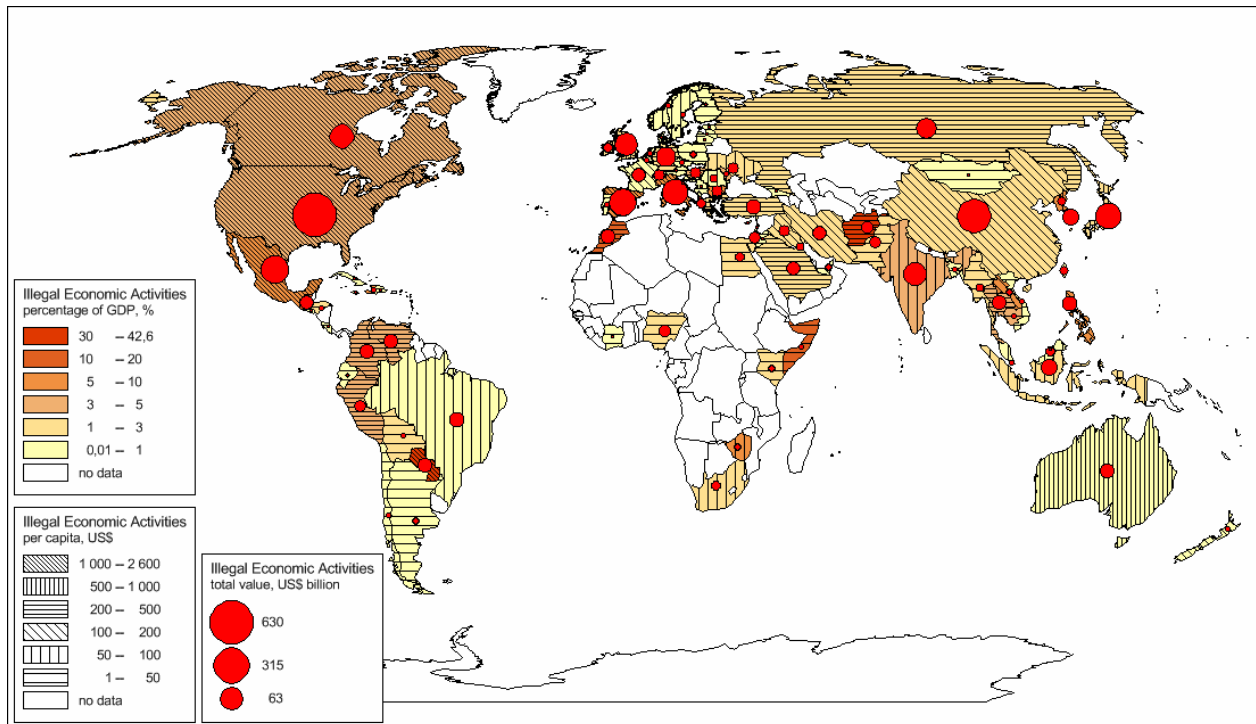 Illegal Economic Activities
percentage of GDP, %
30 – 42,6
10 – 20
5 – 10
3 – 5
1 – 3
0,01 – 1
no data
Illegal Economic Activities
per capita, US$
1 000 – 2 600
500 – 1 000
200 – 500
100 – 200
50 – 100
1 – 50
no data
Illegal Economic Activities
total value, US$ billion
630
315
63